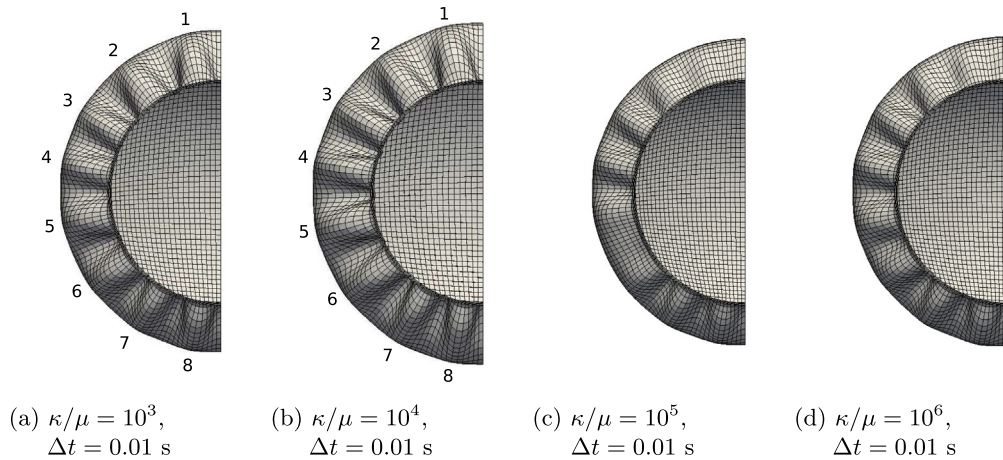 1
2
3
4
5
6
7
8
1
2
3
4
5
6
7
8
(a) κ/μ = 10³,
Δt = 0.01 s
(b) κ/μ = 10⁴,
Δt = 0.01 s
(c) κ/μ = 10⁵,
Δt = 0.01 s
(d) κ/μ = 10⁶,
Δt = 0.01 s